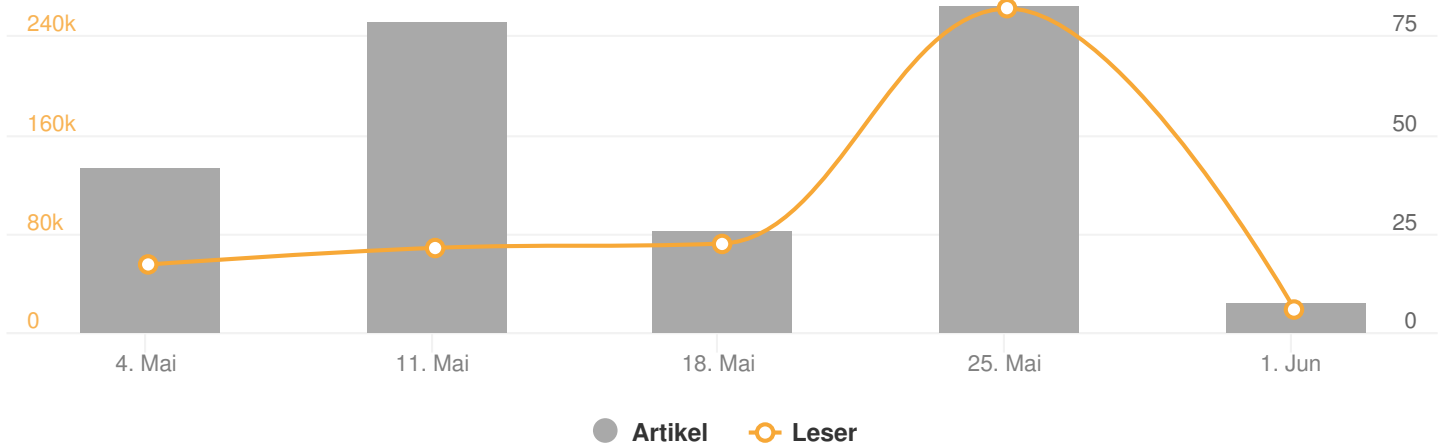 240k 75
160k 50
80k 25
0 0
4. Mai 11. Mai 18. Mai 25. Mai 1. Jun
Artikel Leser